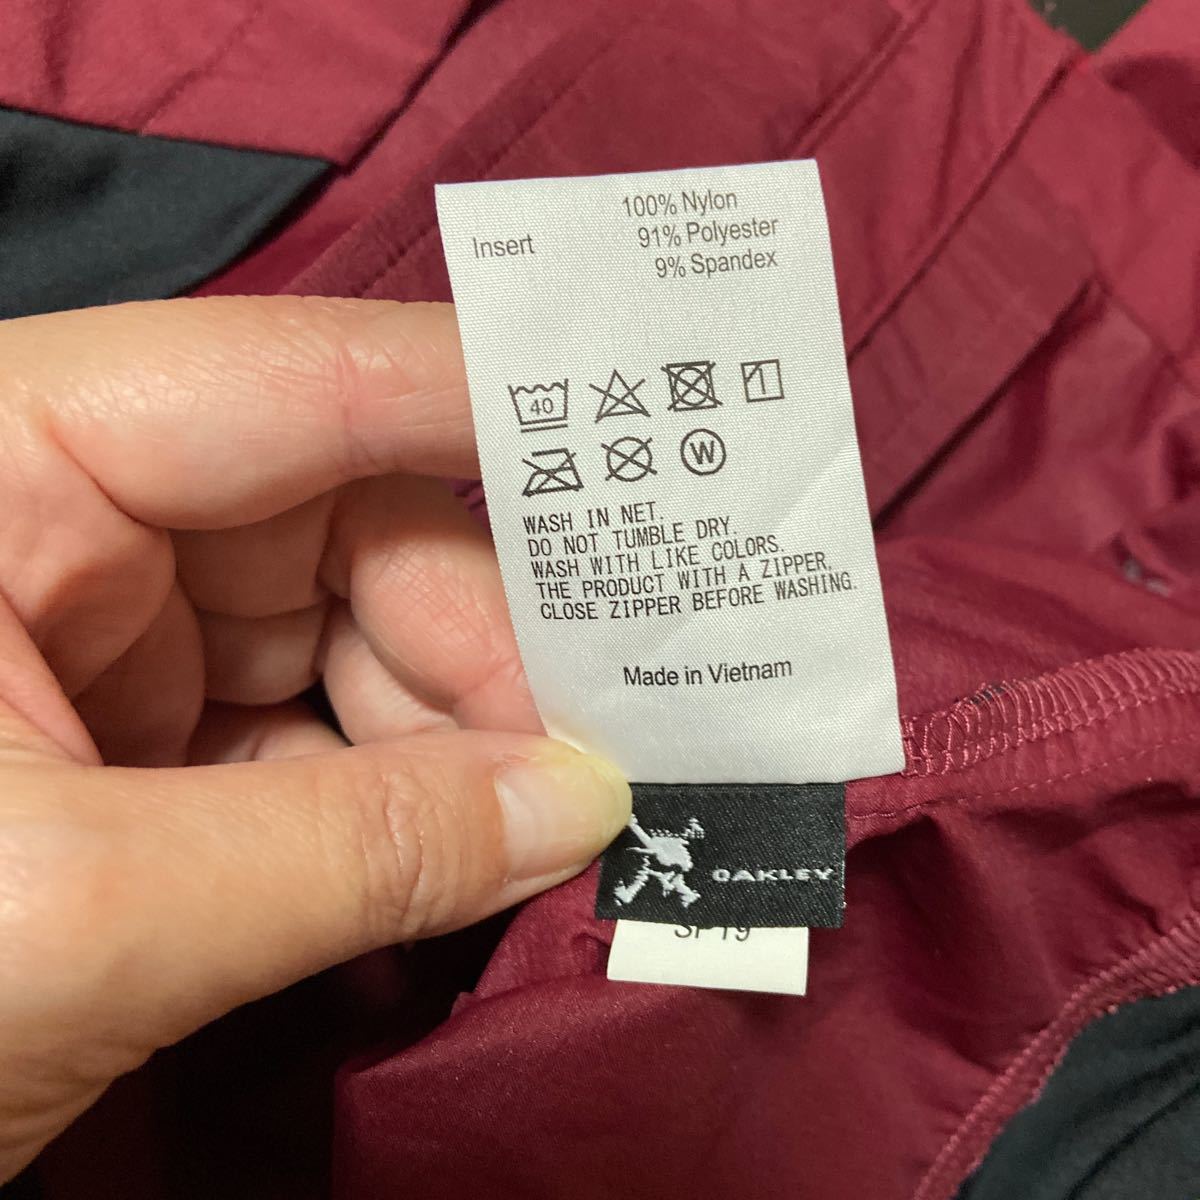 100% Nylon
Insert 91% Polyester
9% Spandex
40
W
WASH IN NET.
DO NOT TUMBLE DRY.
WASH WITH LIKE COLORS.
THE PRODUCT WITH A ZIPPER,
CLOSE ZIPPER BEFORE WASHING.
Made in Vietnam
OAKLEY